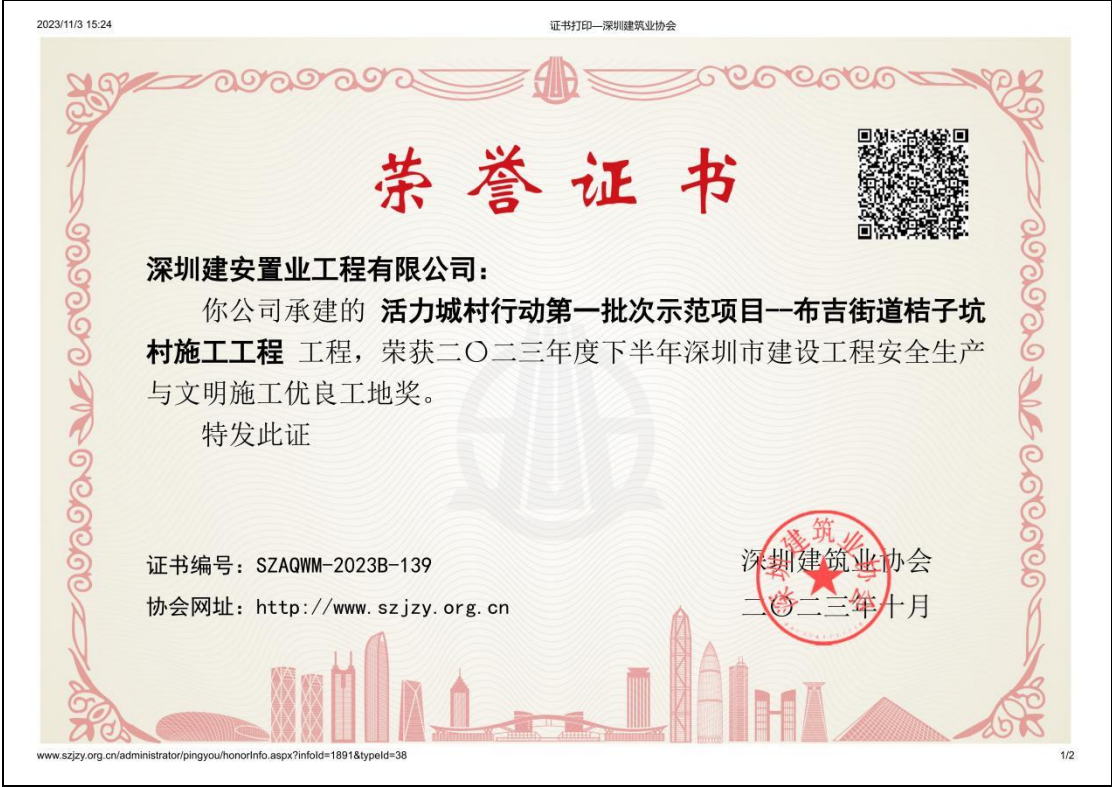 2023/11/3 15:24
证书打印—深圳建筑业协会
荣誉证书
深圳建安置业工程有限公司：
你公司承建的 活力城村行动第一批次示范项目--布吉街道桔子坑
村施工工程 工程，荣获二〇二三年度下半年深圳市建设工程安全生产
与文明施工优良工地奖。
特发此证
证书编号：SZAQWM-2023B-139
协会网址：http://www.szjzy.org.cn
深圳建筑业协会
二〇二三年十月
深圳建筑业协会
www.szjzy.org.cn/administrator/pingyou/honorInfo.aspx?infoId=1891&typeId=38
1/2